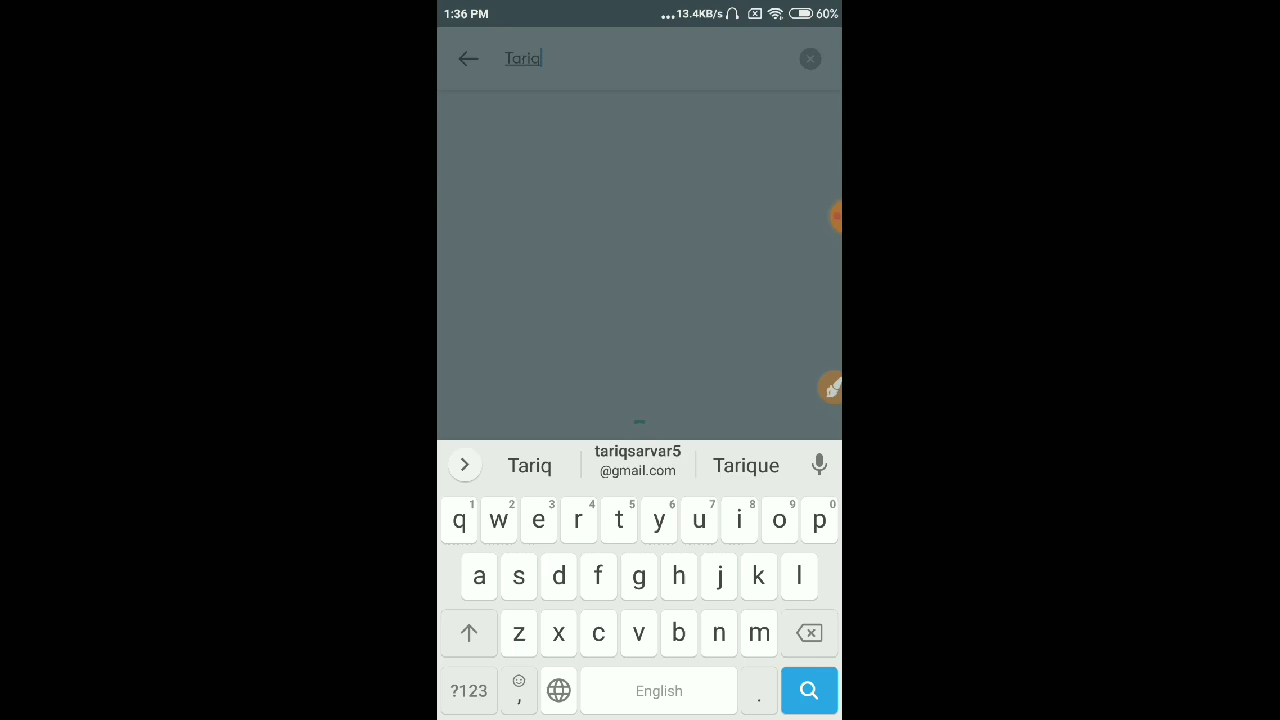 1:36 PM ...13.4KB/s 60%
Tariq
Tariq tariqsarvar5 @gmail.com Tarique
1 2 3 4 5 6 7 8 9 0
q w e r t y u i o p
a s d f g h j k l
z x c v b n m
?123 , English .